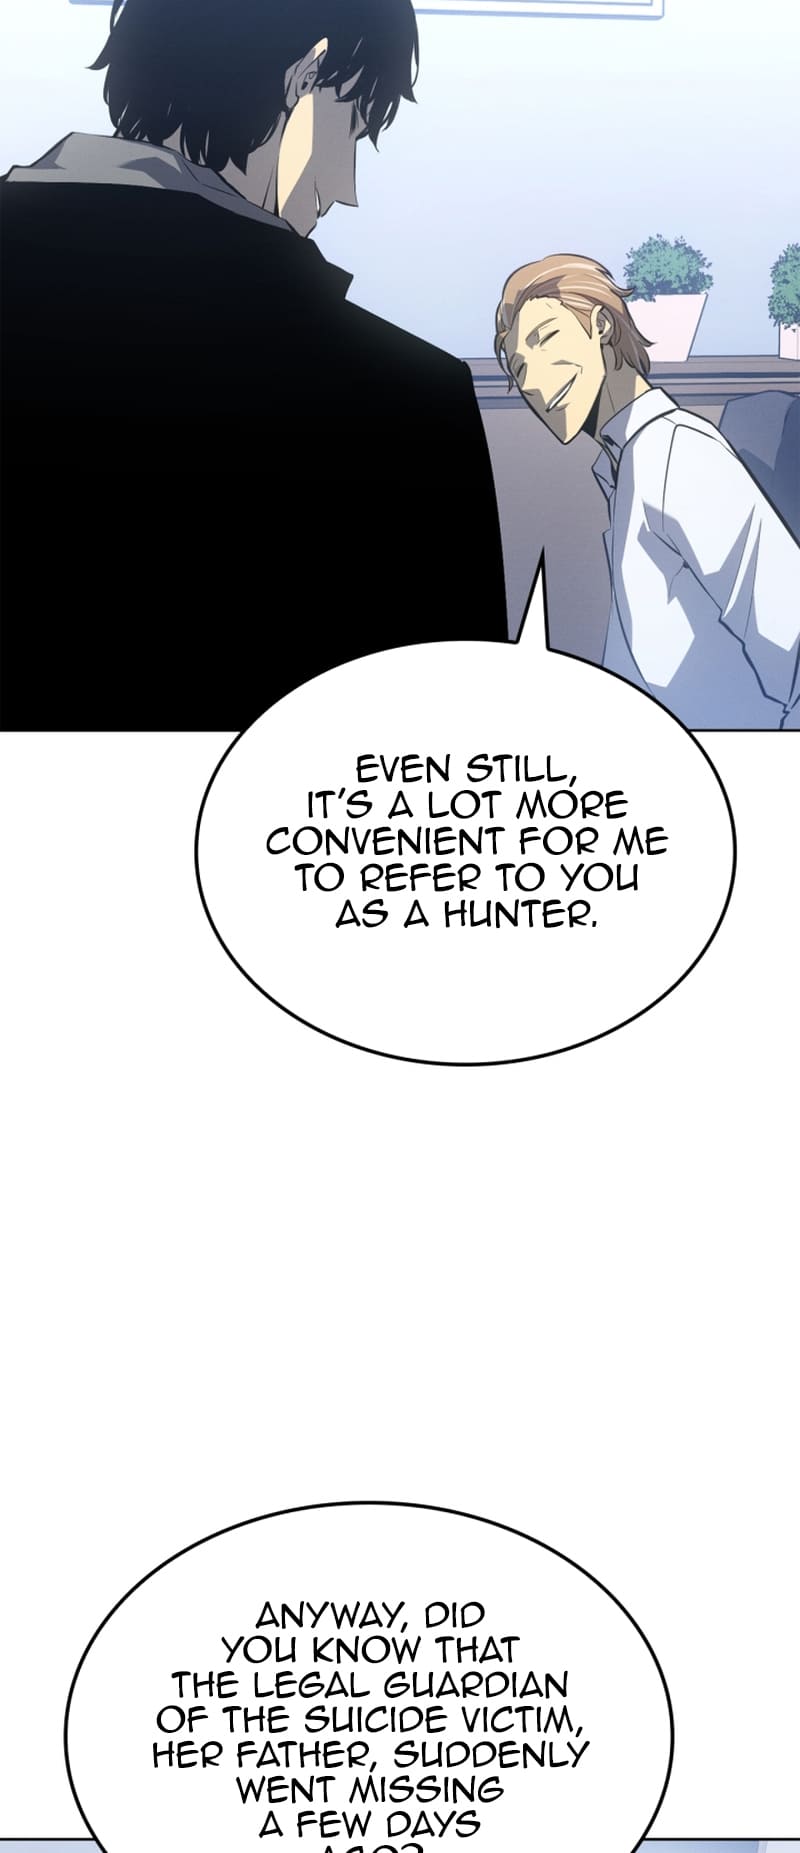 EVEN STILL,
IT'S A LOT MORE
CONVENIENT FOR ME
TO REFER TO YOU
AS A HUNTER.
ANYWAY, DID
YOU KNOW THAT
THE LEGAL GUARDIAN
OF THE SUICIDE VICTIM,
HER FATHER, SUDDENLY
WENT MISSING
A FEW DAYS
AGO?